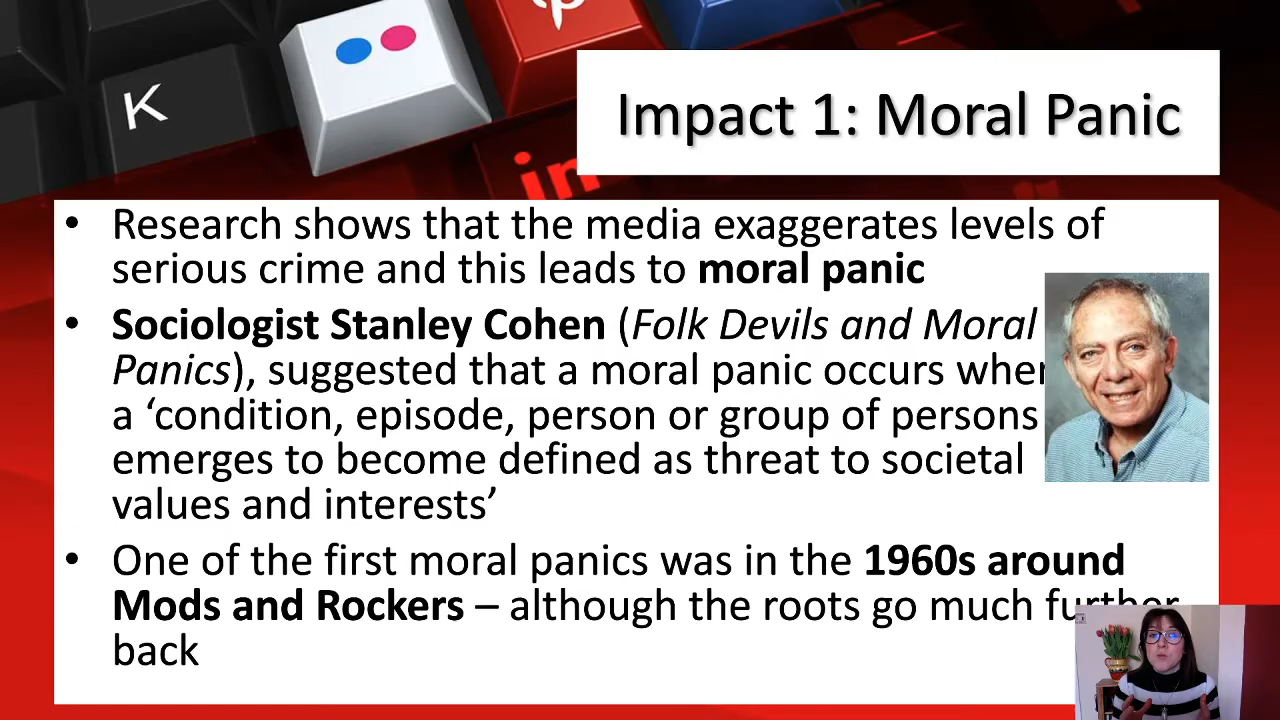 K
in
Impact 1: Moral Panic
• Research shows that the media exaggerates levels of
serious crime and this leads to moral panic
• Sociologist Stanley Cohen (Folk Devils and Moral
Panics), suggested that a moral panic occurs when
a ‘condition, episode, person or group of persons
emerges to become defined as threat to societal
values and interests’
• One of the first moral panics was in the 1960s around
Mods and Rockers – although the roots go much further
back